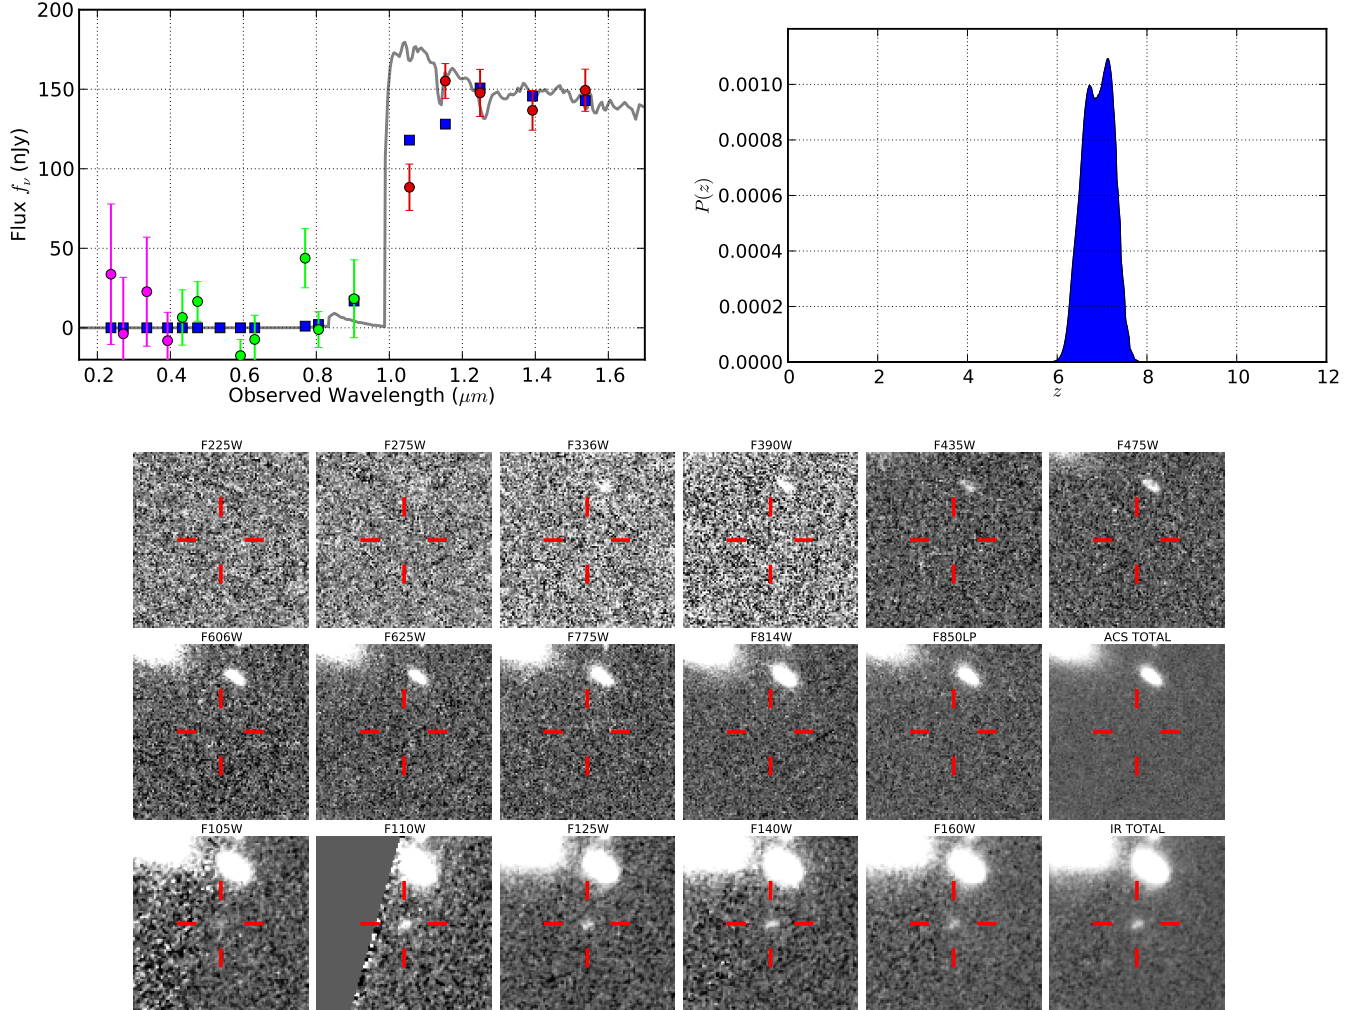 200
150
100
50
0
Flux f_ν (nJy)
0.2 0.4 0.6 0.8 1.0 1.2 1.4 1.6
Observed Wavelength (μm)
0.0010
0.0008
0.0006
0.0004
0.0002
0.0000
P(z)
0 2 4 6 8 10 12
z
F225W F275W F336W F390W F435W F475W
F606W F625W F775W F814W F850LP ACS TOTAL
F105W F110W F125W F140W F160W IR TOTAL